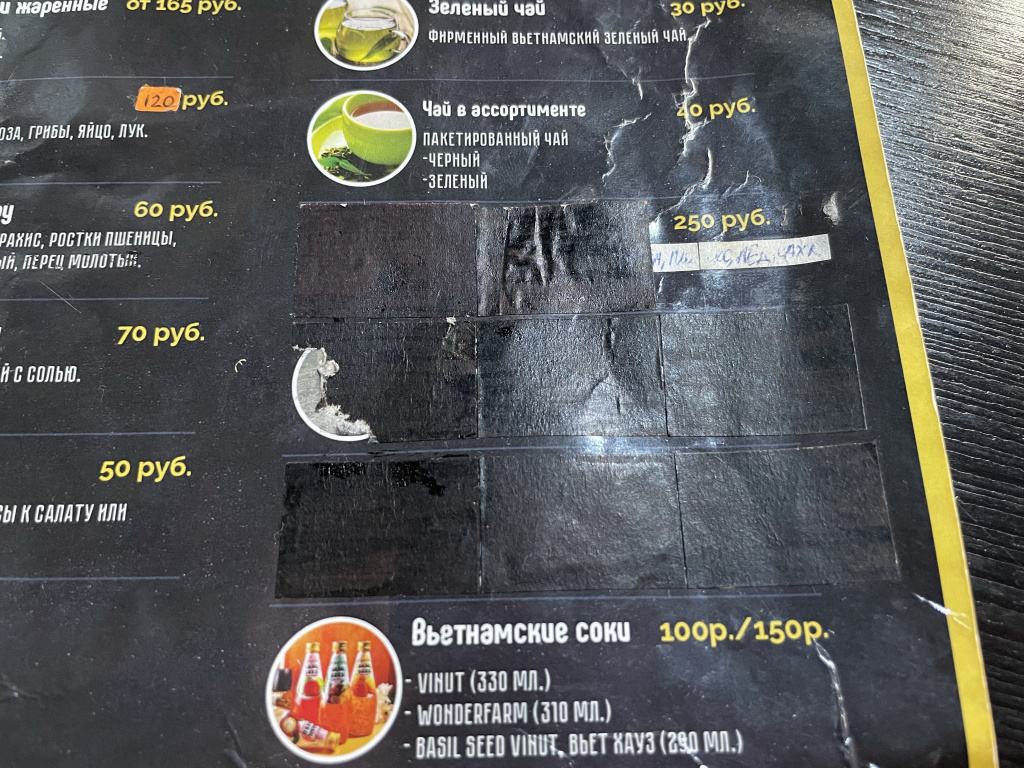 и жаренные от 165 руб.
120 руб.
ОЗА, ГРИБЫ, ЯЙЦО, ЛУК.
60 руб.
РАХИС, РОСТКИ ПШЕНИЦЫ,
ЫЙ, ПЕРЕЦ МОЛОТЫЙ.
70 руб.
Й С СОЛЬЮ.
50 руб.
СЫ К САЛАТУ ИЛИ
Зеленый чай 30 руб.
ФИРМЕННЫЙ ВЬЕТНАМСКИЙ ЗЕЛЕНЫЙ ЧАЙ
Чай в ассортименте 40 руб.
ПАКЕТИРОВАННЫЙ ЧАЙ
-ЧЕРНЫЙ
-ЗЕЛЕНЫЙ
250 руб.
ЛЁД, САХАР
Вьетнамские соки 100р./150р.
- VINUT (330 МЛ.)
- WONDERFARM (310 МЛ.)
- BASIL SEED VINUT, ВЬЕТ ХАУЗ (290 МЛ.)